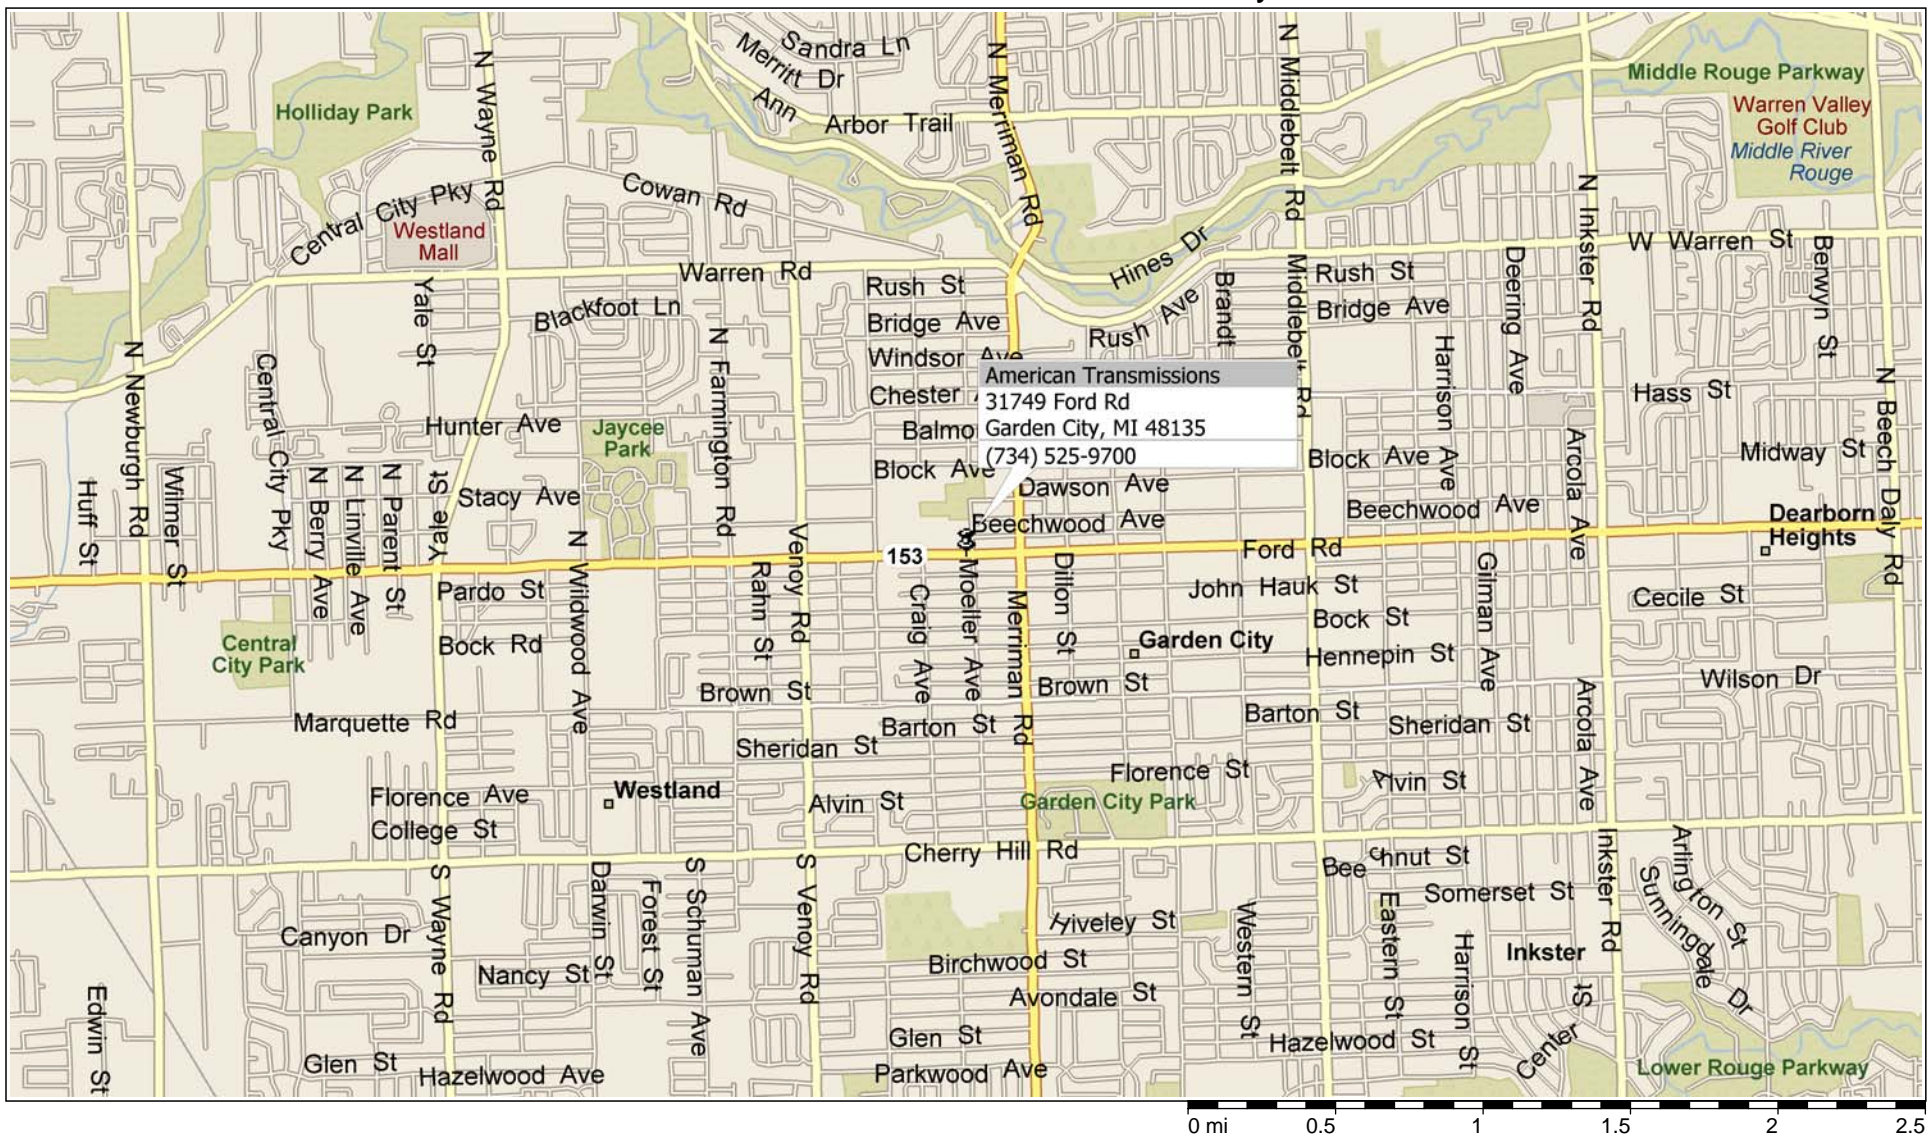 Sandra Ln
Merritt Dr
Ann Arbor Trail
N Wayne Rd
N Merriman Rd
N Middlebelt Rd
Middle Rouge Parkway
Warren Valley
Golf Club
Middle River
Rouge
Holliday Park
Central City Pky
Cowan Rd
Westland
Mall
Hines Dr
N Inkster Rd
W Warren St
Berwyn St
Deering Ave
Warren Rd
Rush St
Rush St
Yale St
Blackfoot Ln
Bridge Ave
Bridge Ave
Rush Ave
Brandt
Middlebelt Rd
N Newburgh Rd
Central City Pky
N Farmington Rd
Windsor Ave
Harrison Ave
American Transmissions
31749 Ford Rd
Garden City, MI 48135
(734) 525-9700
Chester
Hass St
N Beech Daly Rd
Hunter Ave
Jaycee
Park
Balmo
Block Ave
Block Ave
Midway St
Arcola Ave
Huff St
Wilmer St
N Berry Ave
N Linville Ave
N Parent St
Yale St
Stacy Ave
Dawson Ave
Beechwood Ave
Beechwood Ave
Dearborn
Heights
N Wildwood Ave
Venoy Rd
153
Ford Rd
Moeller Ave
Craig Ave
Rahn St
Merriman Rd
Dillon St
Gilman Ave
Pardo St
John Hauk St
Cecile St
Central
City Park
Bock Rd
Bock St
Garden City
Hennepin St
Wilson Dr
Brown St
Brown St
Marquette Rd
Barton St
Barton St
Sheridan St
Sheridan St
Arcola Ave
Florence St
Alvin St
Westland
Florence Ave
Alvin St
Garden City Park
College St
Cherry Hill Rd
Beechnut St
Inkster Rd
Arlington St
Sunningdale Dr
S Wayne Rd
Darwin St
Forest St
S Schuman Ave
S Venoy Rd
Somerset St
Hiveley St
Western St
Eastern St
Harrison St
Inkster
Canyon Dr
Nancy St
Birchwood St
Avondale St
Edwin St
Glen St
Glen St
Hazelwood St
Center St
Hazelwood Ave
Parkwood Ave
Lower Rouge Parkway
0 mi 0.5 1 1.5 2 2.5